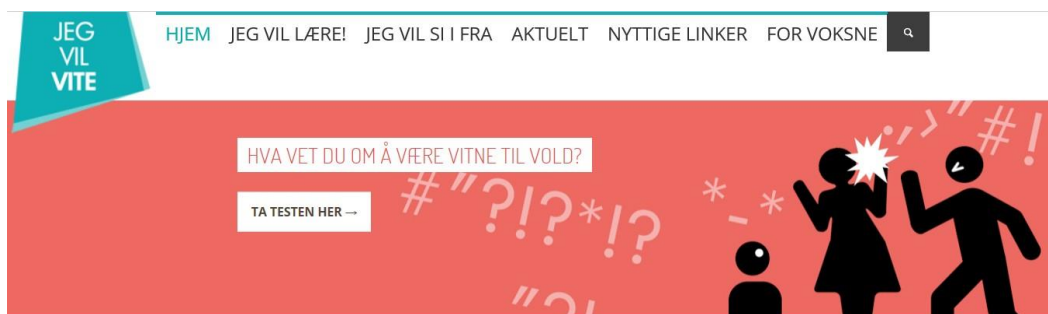 JEG
VIL
VITE
HJEM JEG VIL LÆRE! JEG VIL SI I FRA AKTUELT NYTTIGE LINKER FOR VOKSNE
HVA VET DU OM Å VÆRE VITNE TIL VOLD?
TA TESTEN HER →
#"?!?*!?
*-*
:,>"#!
"?!